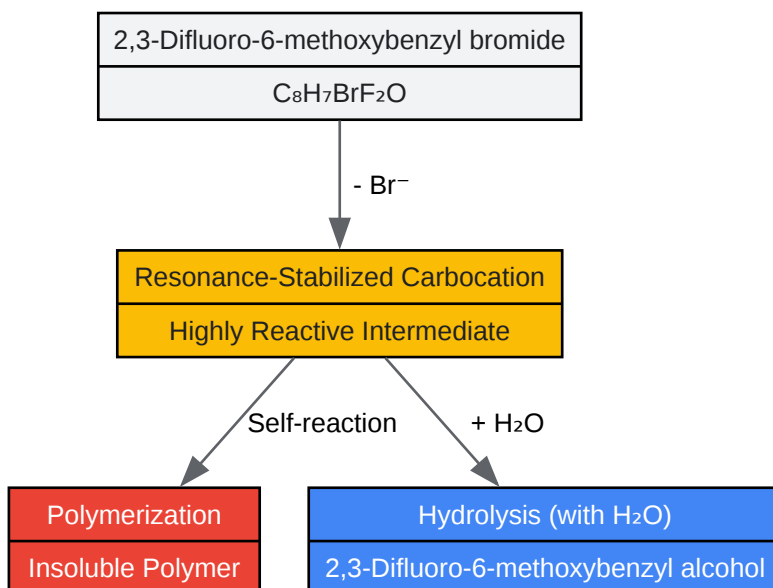 2,3-Difluoro-6-methoxybenzyl bromide
C₈H₇BrF₂O
- Br⁻
Resonance-Stabilized Carbocation
Highly Reactive Intermediate
Self-reaction
+ H₂O
Polymerization
Insoluble Polymer
Hydrolysis (with H₂O)
2,3-Difluoro-6-methoxybenzyl alcohol